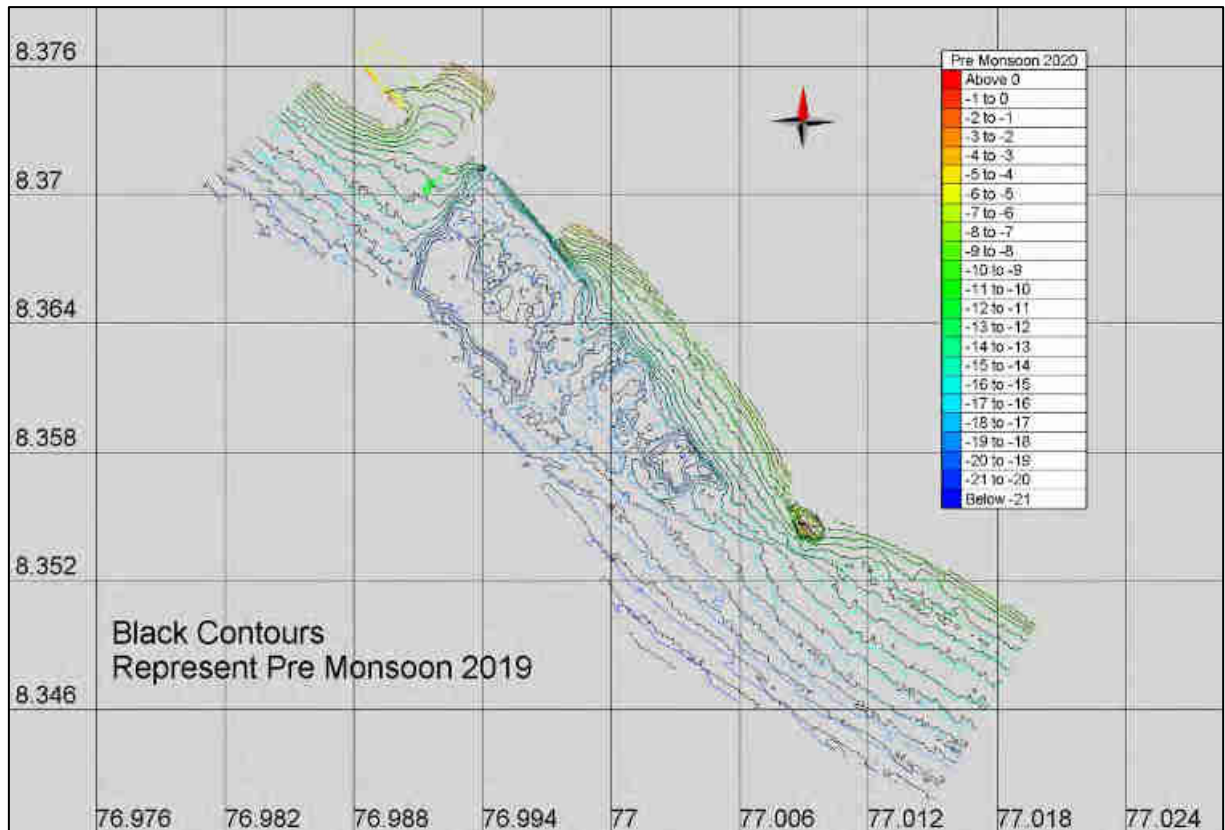 8.376
8.37
8.364
8.358
8.352
8.346
Pre Monsoon 2020
Above 0
-1 to 0
-2 to -1
-3 to -2
-4 to -3
-5 to -4
-6 to -5
-7 to -6
-8 to -7
-9 to -8
-10 to -9
-11 to -10
-12 to -11
-13 to -12
-14 to -13
-15 to -14
-16 to -15
-17 to -16
-18 to -17
-19 to -18
-20 to -19
-21 to -20
Below -21
Black Contours
Represent Pre Monsoon 2019
76.976 76.982 76.988 76.994 77 77.006 77.012 77.018 77.024